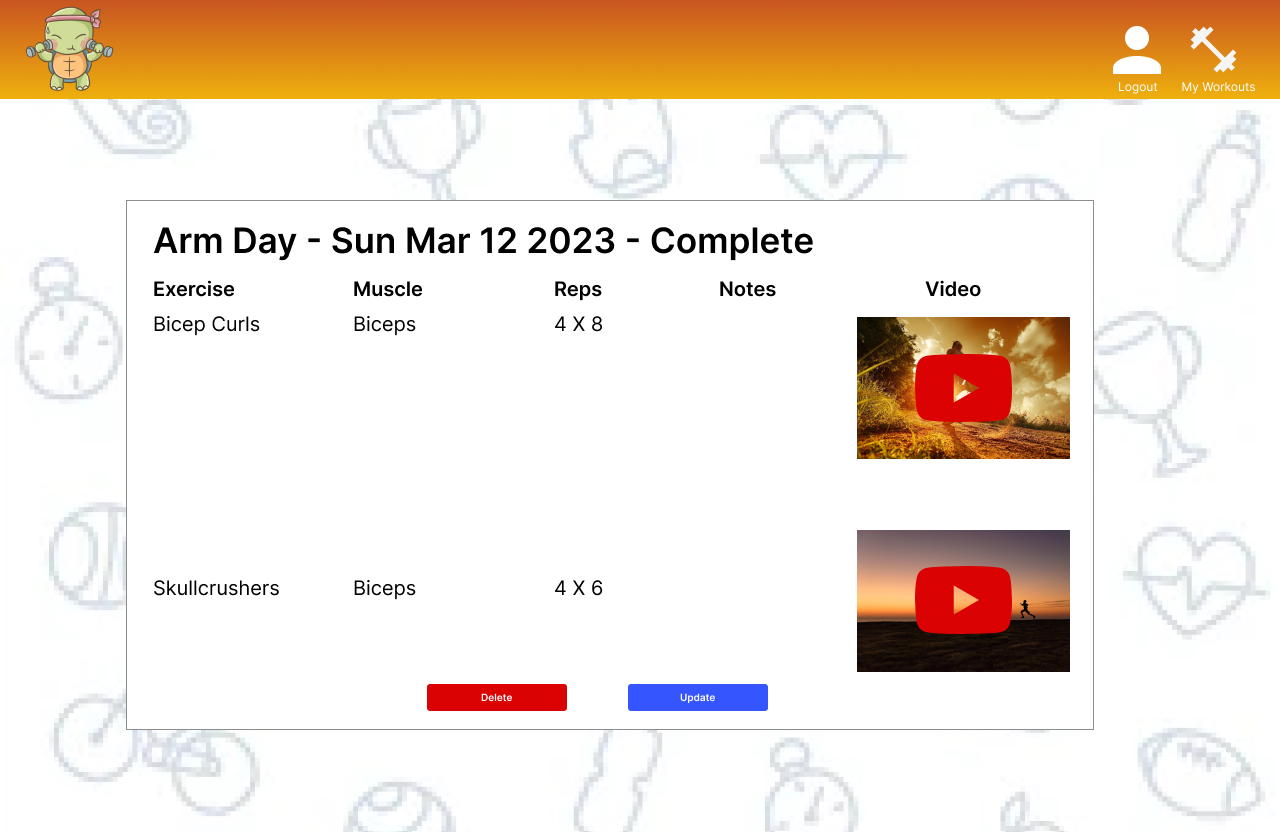 Logout My Workouts
Arm Day - Sun Mar 12 2023 - Complete
Exercise Muscle Reps Notes Video
Bicep Curls Biceps 4 X 8
Skullcrushers Biceps 4 X 6
Delete Update